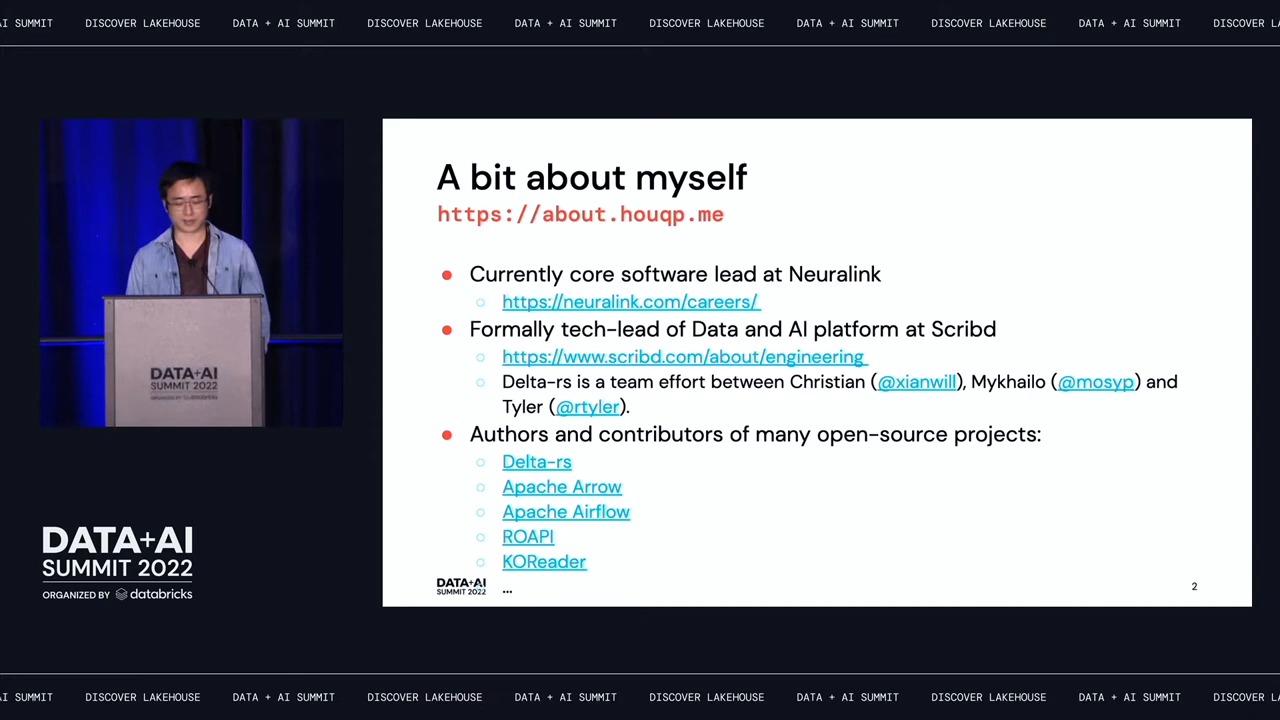 AI SUMMIT DISCOVER LAKEHOUSE DATA + AI SUMMIT DISCOVER LAKEHOUSE DATA + AI SUMMIT DISCOVER LAKEHOUSE DATA + AI SUMMIT DISCOVER LAKEHOUSE DATA + AI SUMMIT DISCOVER L
A bit about myself
https://about.houqp.me
Currently core software lead at Neuralink
https://neuralink.com/careers/
Formally tech-lead of Data and AI platform at Scribd
https://www.scribd.com/about/engineering
Delta-rs is a team effort between Christian (@xianwill), Mykhailo (@mosyp) and
Tyler (@rtyler).
Authors and contributors of many open-source projects:
Delta-rs
Apache Arrow
Apache Airflow
ROAPI
KOReader
...
DATA+AI
SUMMIT 2022
2
DATA+AI
SUMMIT 2022
DATA+AI
SUMMIT 2022
ORGANIZED BY databricks
AI SUMMIT DISCOVER LAKEHOUSE DATA + AI SUMMIT DISCOVER LAKEHOUSE DATA + AI SUMMIT DISCOVER LAKEHOUSE DATA + AI SUMMIT DISCOVER LAKEHOUSE DATA + AI SUMMIT DISCOVER L